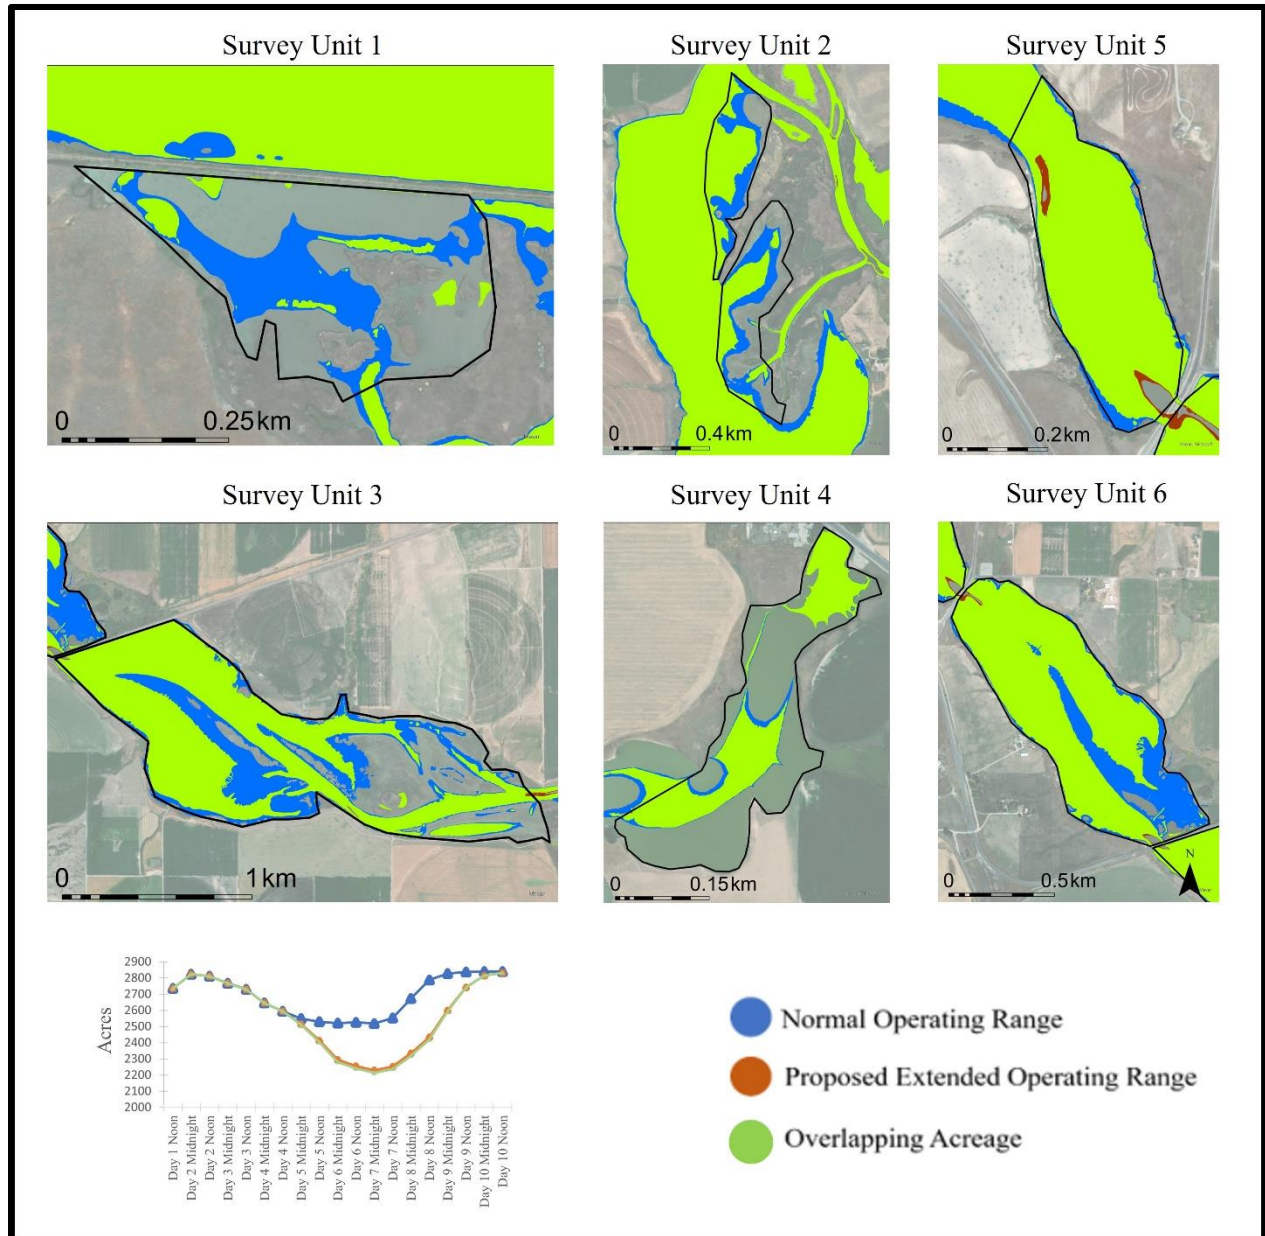 Survey Unit 1
Survey Unit 2
Survey Unit 5
0 0.25km
0 0.4km
0 0.2km
Survey Unit 3
Survey Unit 4
Survey Unit 6
0 1km
0 0.15km
0 0.5km
N
Acres
2900
2800
2700
2600
2500
2400
2300
2200
2100
2000
Day 1 Noon
Day 2 Midnight
Day 2 Noon
Day 3 Midnight
Day 3 Noon
Day 4 Midnight
Day 4 Noon
Day 5 Midnight
Day 5 Noon
Day 6 Midnight
Day 6 Noon
Day 7 Midnight
Day 7 Noon
Day 8 Midnight
Day 8 Noon
Day 9 Midnight
Day 9 Noon
Day 10 Midnight
Day 10 Noon
Normal Operating Range
Proposed Extended Operating Range
Overlapping Acreage